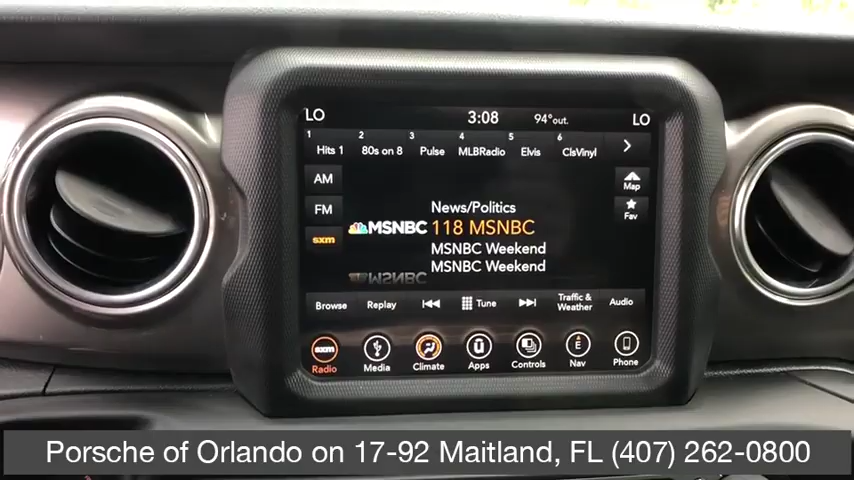 LO 3:08 94° out. LO
1 2 3 4 5 6
Hits 1 80s on 8 Pulse MLBRadio Elvis ClsVinyl
AM
Map
FM
Fav
sxm
News/Politics
MSNBC 118 MSNBC
MSNBC Weekend
MSNBC Weekend
Browse Replay Tune Traffic & Weather Audio
sxm E
Radio Media Climate Apps Controls Nav Phone
Porsche of Orlando on 17-92 Maitland, FL (407) 262-0800